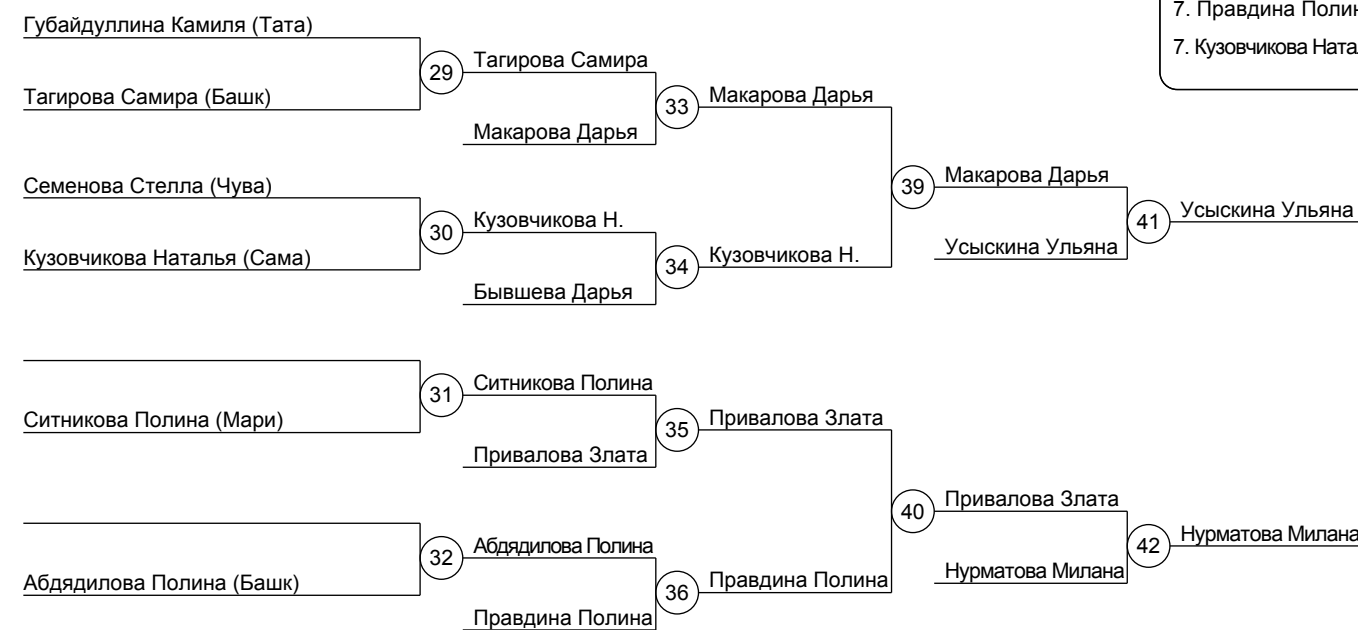 7. Правдина
7. Кузовчикова
Губайдуллина Камиля (Тата)
29
Тагирова Самира
Тагирова Самира (Башк)
33
Макарова Дарья
Макарова Дарья
Семенова Стелла (Чува)
39
Макарова Дарья
30
Кузовчикова Н.
41
Усыскина Ульяна
Кузовчикова Наталья (Сама)
34
Кузовчикова Н.
Усыскина Ульяна
Бывшева Дарья
31
Ситникова Полина
Ситникова Полина (Мари)
35
Привалова Злата
Привалова Злата
40
Привалова Злата
32
Абдядилова Полина
42
Нурматова Милана
Абдядилова Полина (Башк)
36
Правдина Полина
Нурматова Милана
Правдина Полина